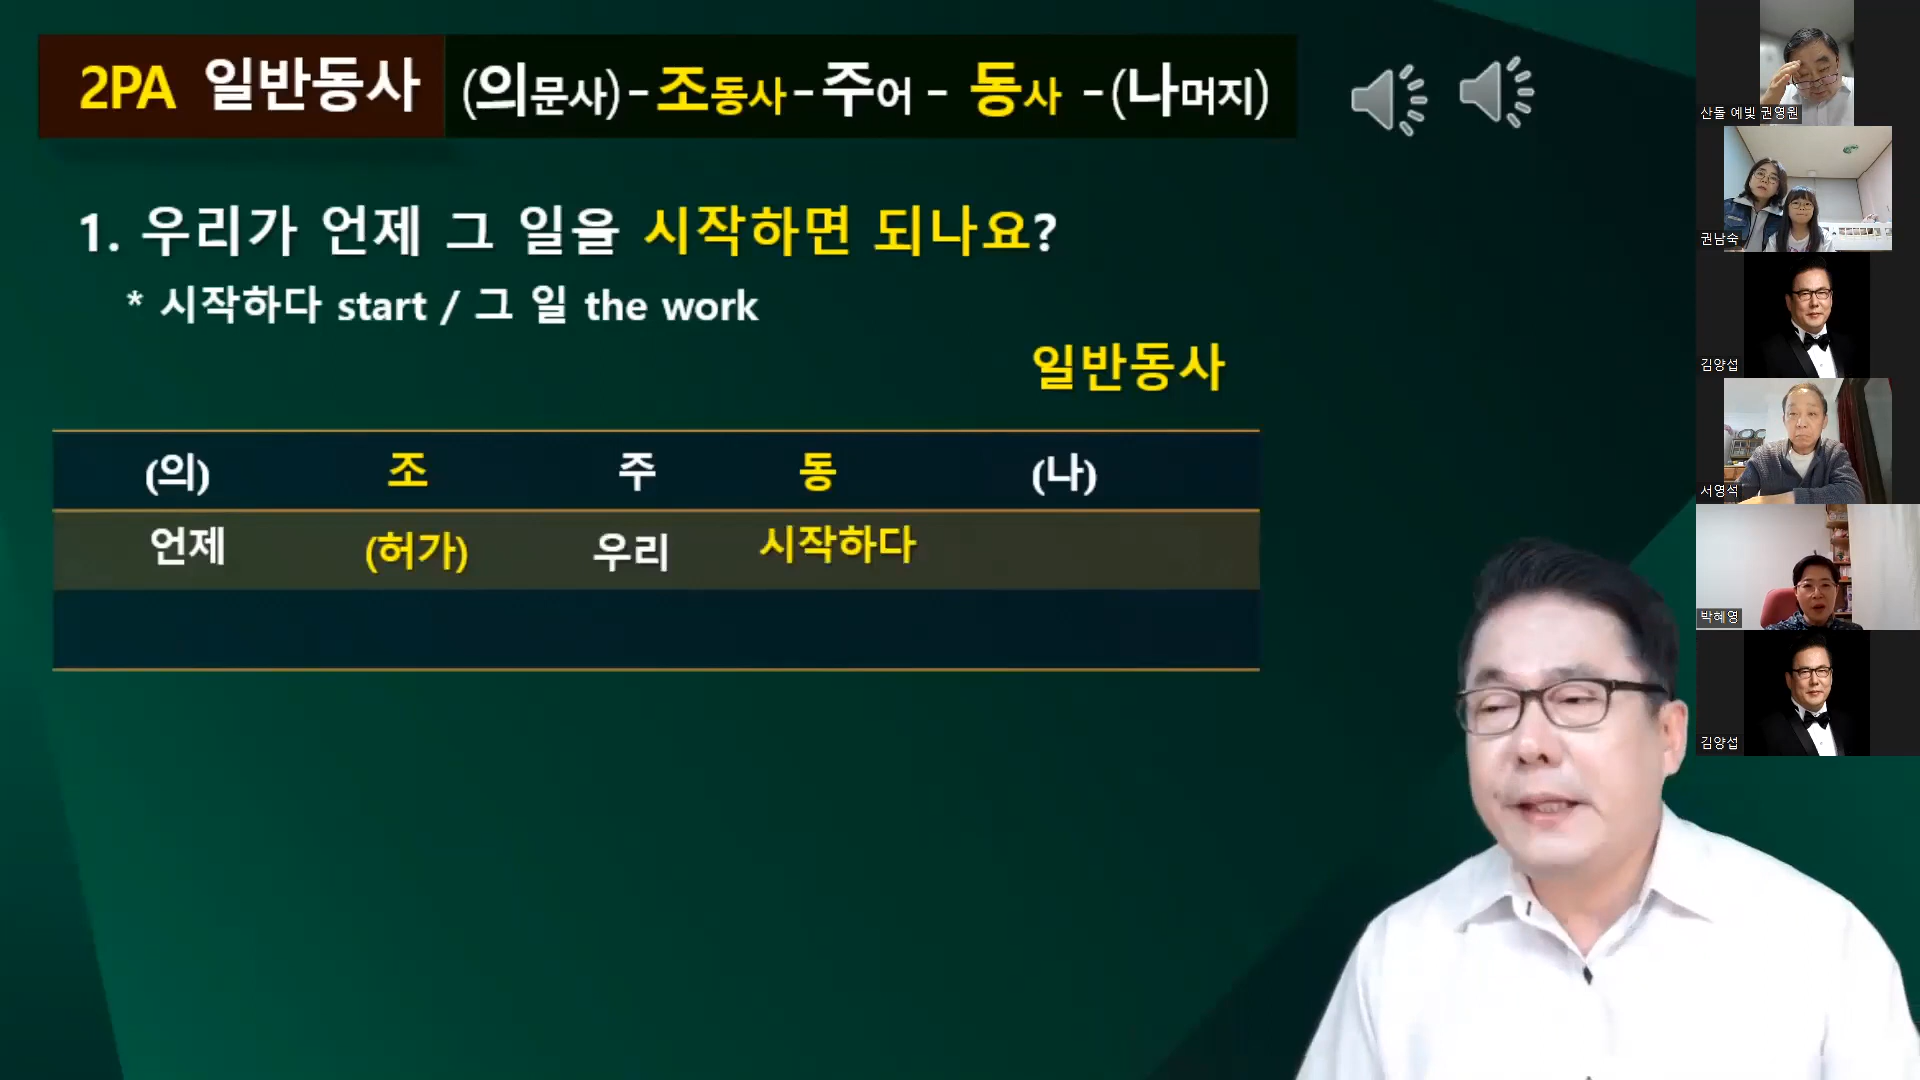 2PA 일반동사 (의문사)-조동사-주어 - 동사 -(나머지)
1. 우리가 언제 그 일을 시작하면 되나요?
* 시작하다 start / 그 일 the work
일반동사
(의) 조 주 동 (나)
언제 (허가) 우리 시작하다
산돌 예빛 권영원
권남숙
김양섭
서영석
박혜영
김양섭